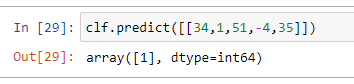 In [29]: clf.predict([[34,1,51,-4,35]])
Out[29]: array([1], dtype=int64)